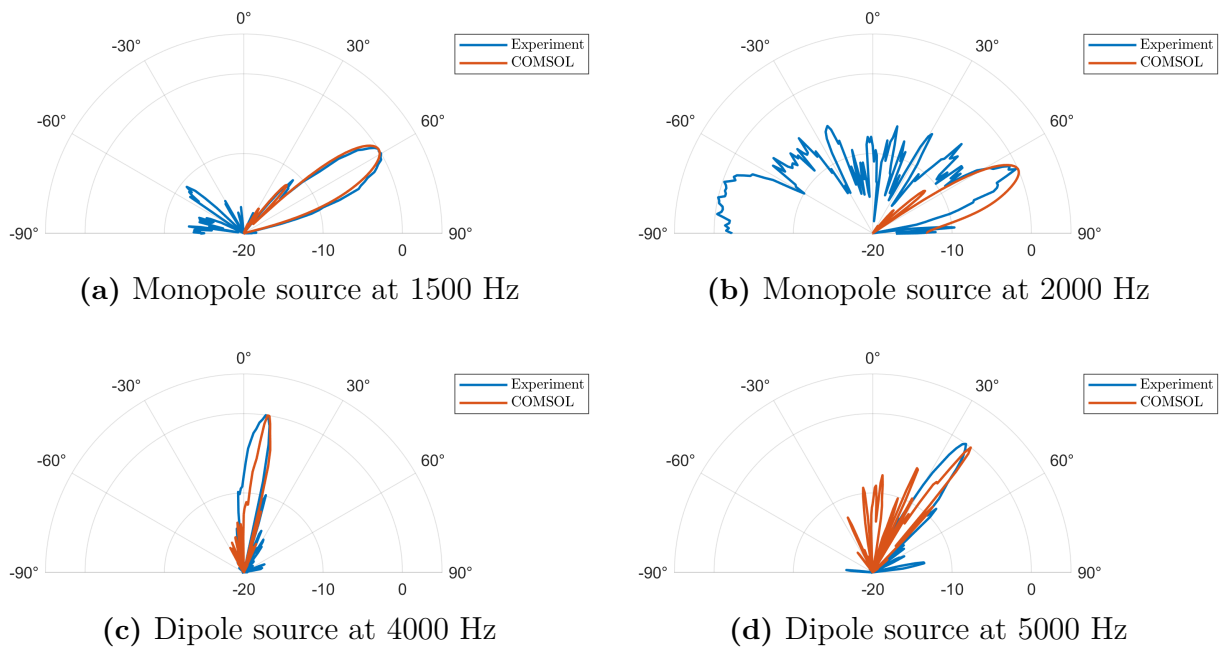 0°
-30° 30°
Experiment
COMSOL
-60° 60°
-90° 90°
-20 -10 0
(a) Monopole source at 1500 Hz
0°
-30° 30°
Experiment
COMSOL
-60° 60°
-90° 90°
-20 -10 0
(b) Monopole source at 2000 Hz
0°
-30° 30°
Experiment
COMSOL
-60° 60°
-90° 90°
-20 -10 0
(c) Dipole source at 4000 Hz
0°
-30° 30°
Experiment
COMSOL
-60° 60°
-90° 90°
-20 -10 0
(d) Dipole source at 5000 Hz